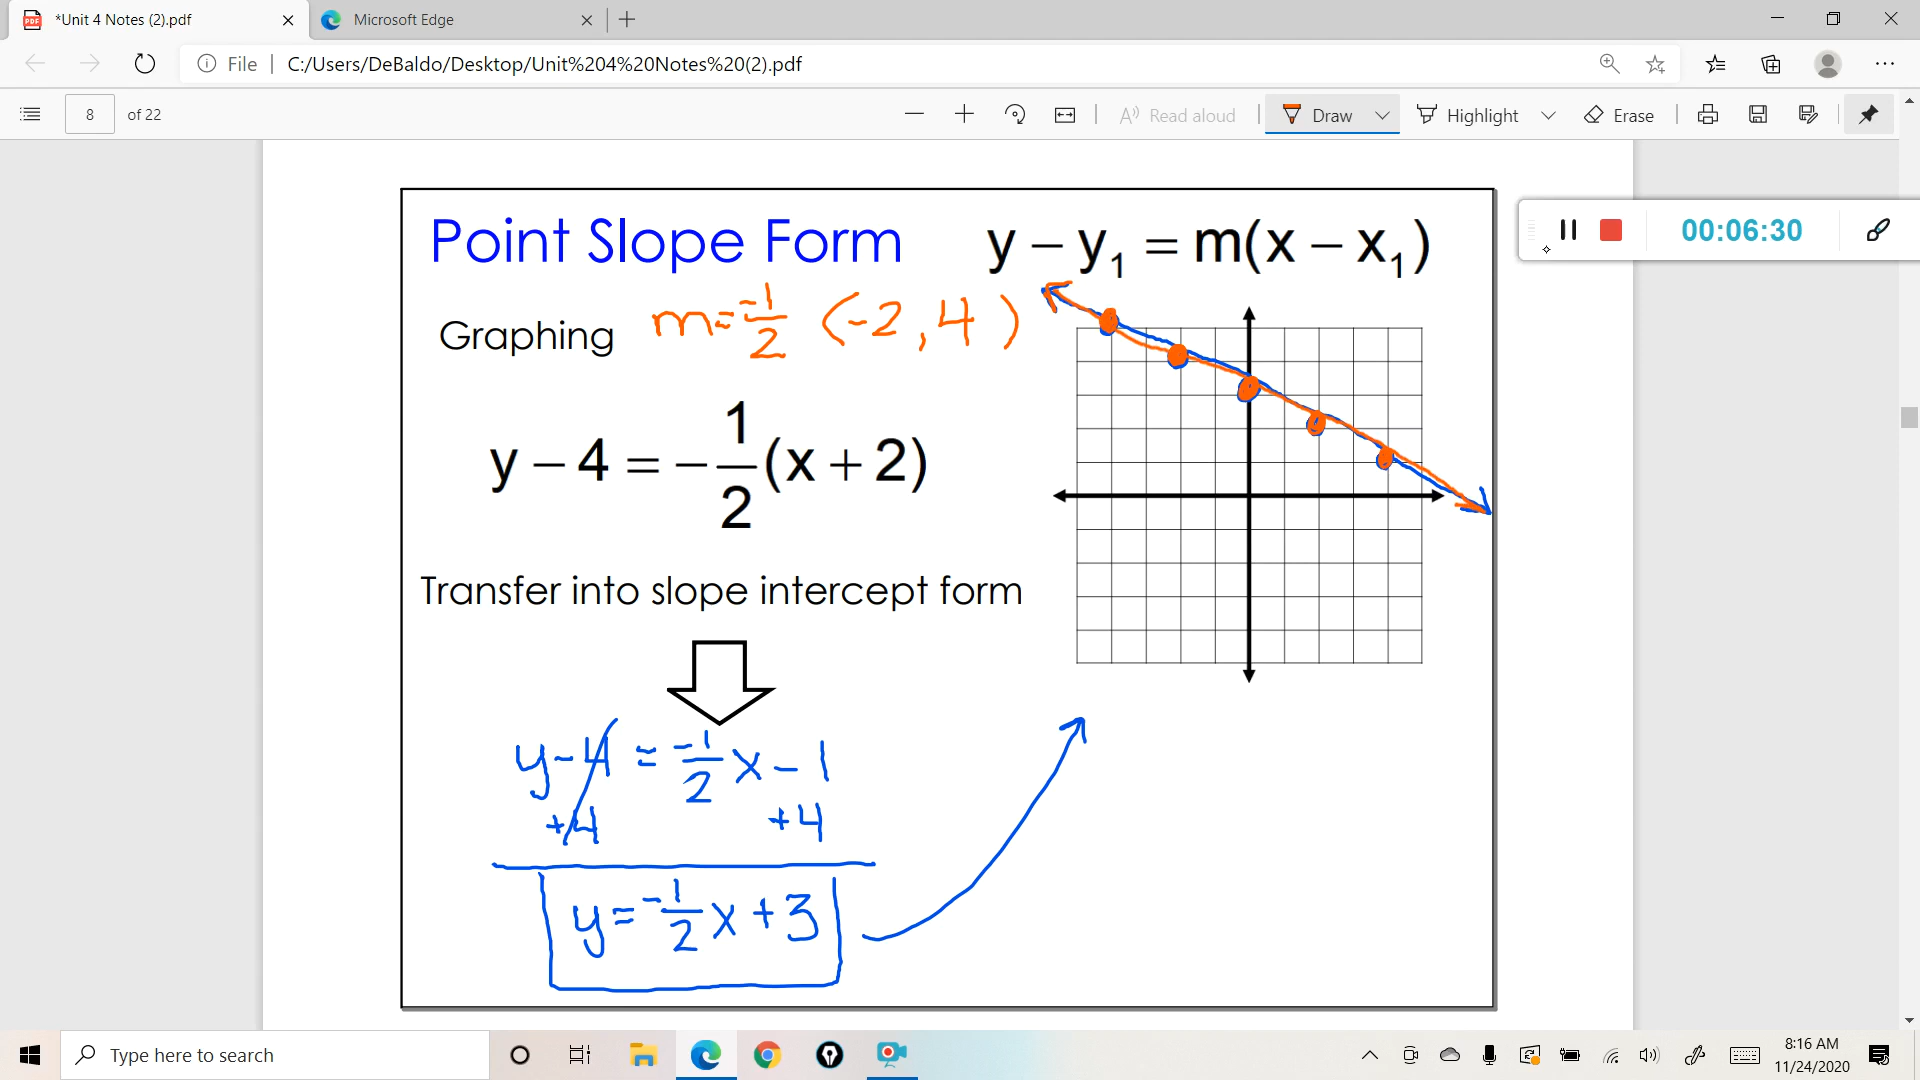 *Unit 4 Notes (2).pdf
Microsoft Edge
File | C:/Users/DeBaldo/Desktop/Unit%204%20Notes%20(2).pdf
8 of 22
Read aloud
Draw
Highlight
Erase
00:06:30
Point Slope Form y − y₁ = m(x − x₁)
Graphing m = -1/2 (-2, 4)
y − 4 = −1/2(x + 2)
Transfer into slope intercept form
y - 4 = -1/2 x - 1
+4 +4
y = -1/2 x + 3
Type here to search
8:16 AM
11/24/2020